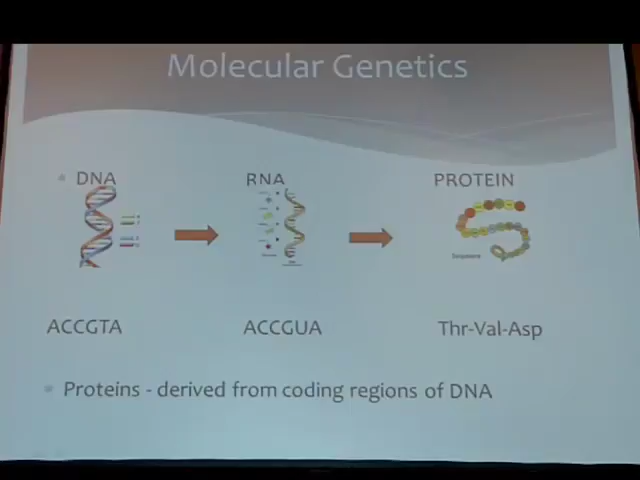 Molecular Genetics
DNA RNA PROTEIN
ACCGTA ACCGUA Thr-Val-Asp
Proteins - derived from coding regions of DNA